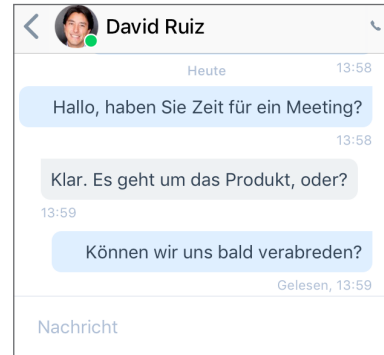 David Ruiz
Heute 13:58
Hallo, haben Sie Zeit für ein Meeting?
13:58
Klar. Es geht um das Produkt, oder?
13:59
Können wir uns bald verabreden?
Gelesen, 13:59
Nachricht